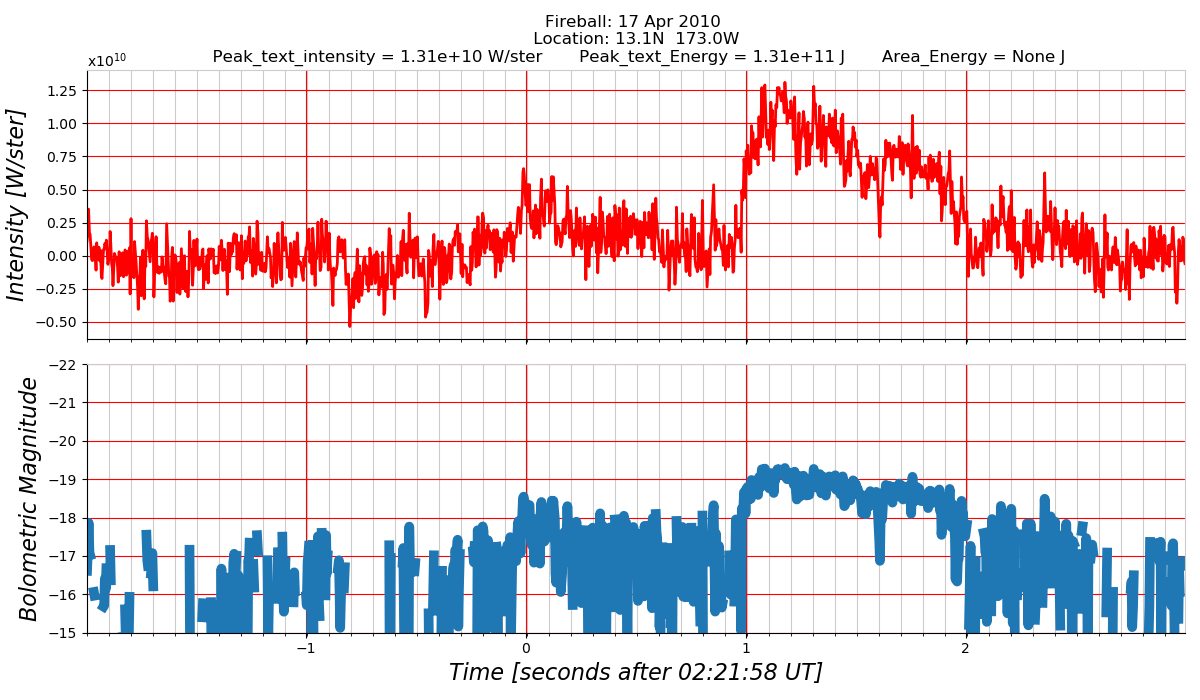 Fireball: 17 Apr 2010
Location: 13.1N  173.0W
Peak_text_intensity = 1.31e+10 W/ster       Peak_text_Energy = 1.31e+11 J       Area_Energy = None J
x10¹⁰
Intensity [W/ster]
1.25
1.00
0.75
0.50
0.25
0.00
−0.25
−0.50
Bolometric Magnitude
−22
−21
−20
−19
−18
−17
−16
−15
−1 0 1 2
Time [seconds after 02:21:58 UT]